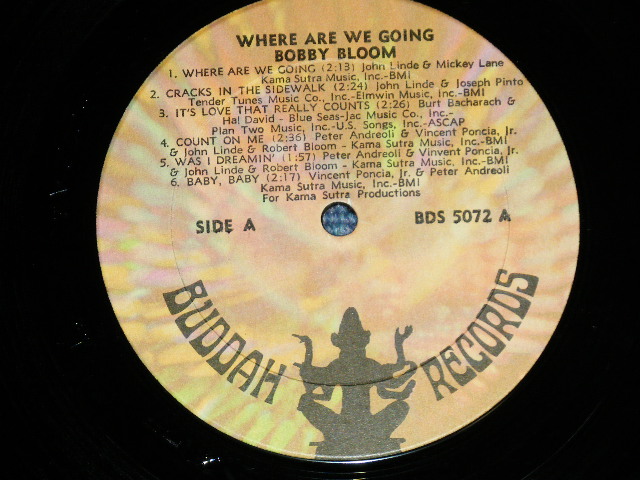 WHERE ARE WE GOING
BOBBY BLOOM
1. WHERE ARE WE GOING (2:13) John Linde & Mickey Lane
Kama Sutra Music, Inc.-BMI
2. CRACKS IN THE SIDEWALK (2:24) John Linde & Joseph Pinto
Tender Tunes Music Co., Inc.-Elmwin Music, Inc.-BMI
3. IT'S LOVE THAT REALLY COUNTS (2:26) Burt Bacharach &
Hal David - Blue Seas-Jac Music Co., Inc.-
Plan Two Music, Inc.-U.S. Songs, Inc.-ASCAP
4. COUNT ON ME (2:36) Peter Andreoli & Vincent Poncia, Jr.
& John Linde & Robert Bloom - Kama Sutra Music, Inc.-BMI
5. WAS I DREAMIN' (1:57) Peter Andreoli & Vinvent Poncia, Jr.
& John Linde & Robert Bloom - Kama Sutra Music, Inc.-BMI
6. BABY, BABY (2:17) Vincent Poncia, Jr. & Peter Andreoli
Kama Sutra Music, Inc.-BMI
For Kama Sutra Productions
SIDE A
BDS 5072 A
BUDDAH RECORDS